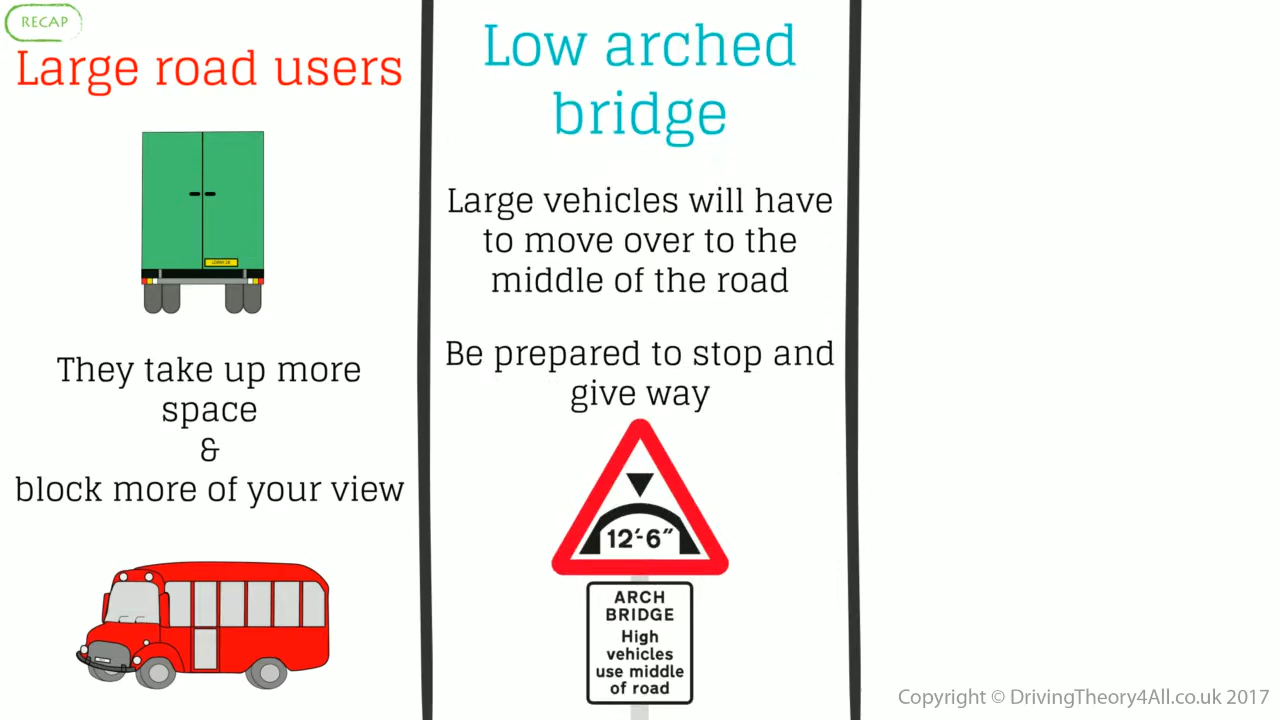 RECAP
Large road users
They take up more
space
&
block more of your view
Low arched
bridge
Large vehicles will have
to move over to the
middle of the road
Be prepared to stop and
give way
12'-6"
ARCH
BRIDGE
High
vehicles
use middle
of road
Copyright © DrivingTheory4All.co.uk 2017